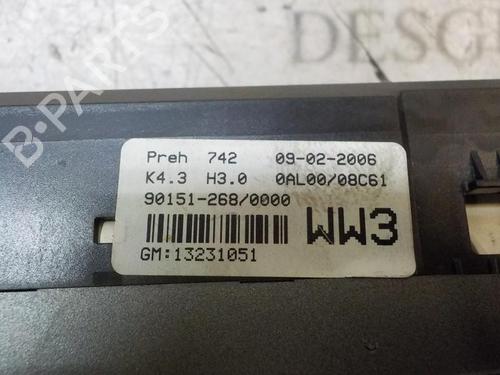 DESG
B-PARTS
Preh 742 09-02-2006
K4.3 H3.0 0AL00/08C61
90151-268/0000
WW3
GM:13231051